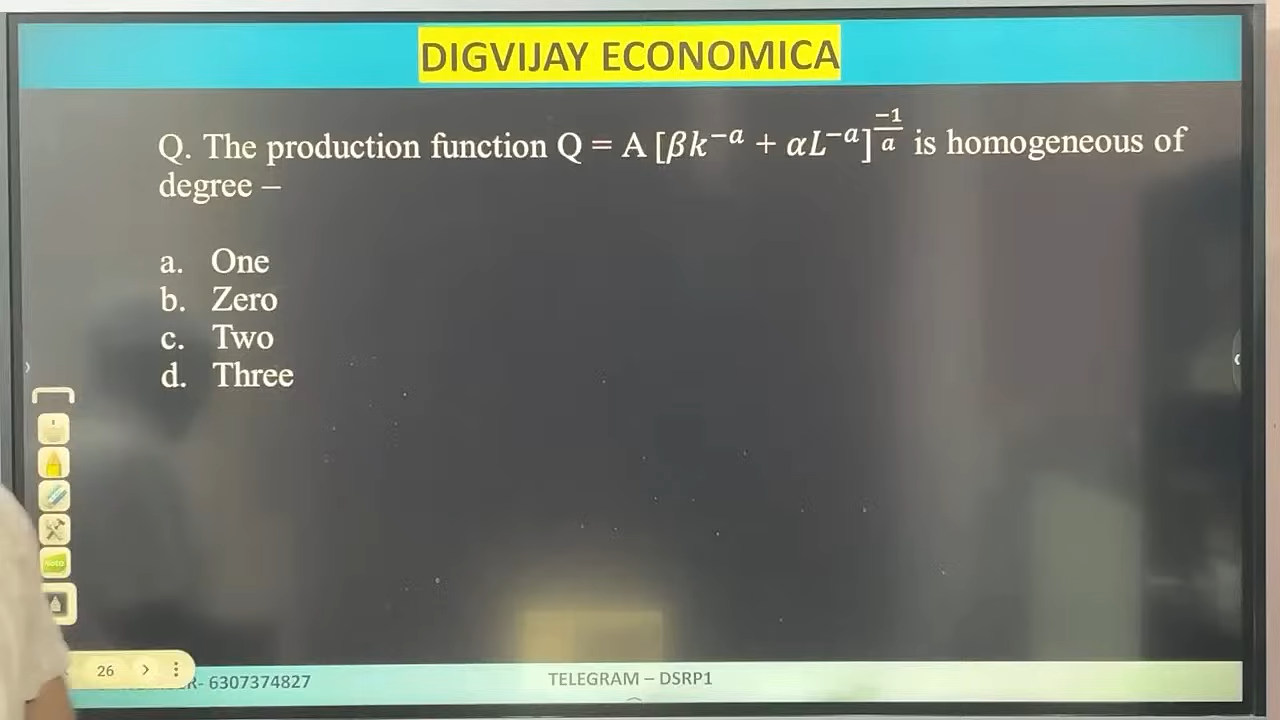 DIGVIJAY ECONOMICA
Q. The production function Q = A [βk⁻ᵃ + αL⁻ᵃ]^(-1/a) is homogeneous of
degree –
a. One
b. Zero
c. Two
d. Three
26
R- 6307374827
TELEGRAM – DSRP1